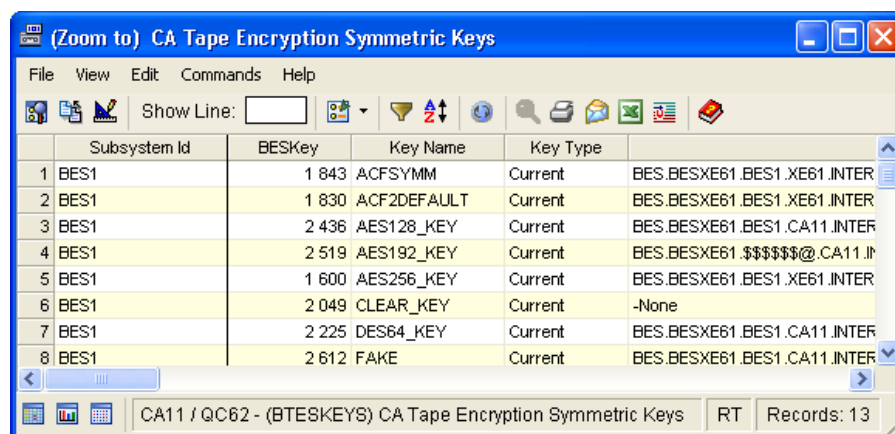 (Zoom to) CA Tape Encryption Symmetric Keys
File View Edit Commands Help
Show Line:
Subsystem Id BESKey Key Name Key Type
1 BES1 1 843 ACFSYMM Current BES.BESXE61.BES1.XE61.INTER
2 BES1 1 830 ACF2DEFAULT Current BES.BESXE61.BES1.XE61.INTER
3 BES1 2 436 AES128_KEY Current BES.BESXE61.BES1.CA11.INTER
4 BES1 2 519 AES192_KEY Current BES.BESXE61.$$$$$$@.CA11.IN
5 BES1 1 600 AES256_KEY Current BES.BESXE61.BES1.XE61.INTER
6 BES1 2 049 CLEAR_KEY Current -None
7 BES1 2 225 DES64_KEY Current BES.BESXE61.BES1.CA11.INTER
8 BES1 2 612 FAKE Current BES.BESXE61.BES1.CA11.INTER
CA11 / QC62 - (BTESKEYS) CA Tape Encryption Symmetric Keys RT Records: 13